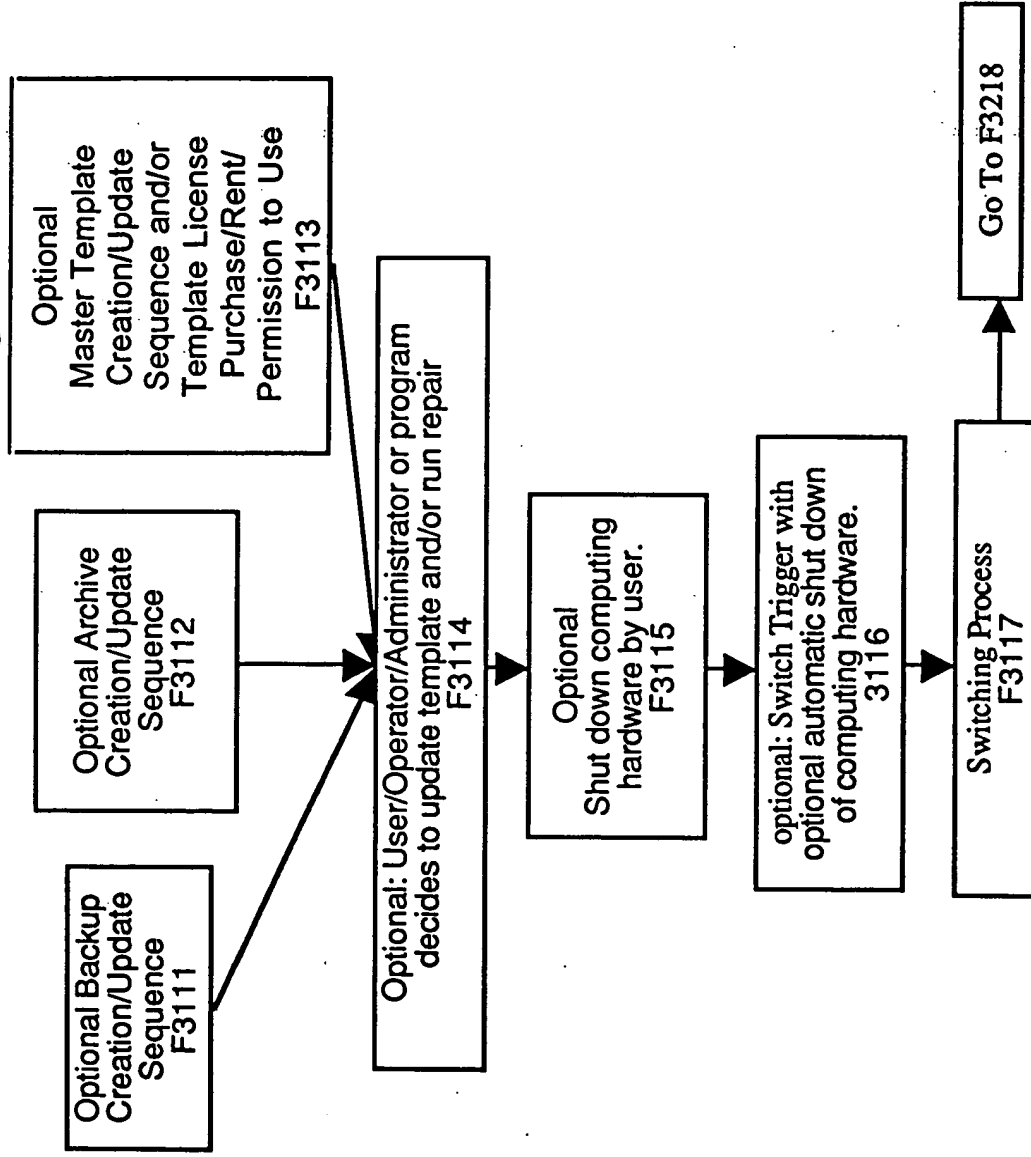 Optional Backup
Creation/Update
Sequence
F3111
Optional Archive
Creation/Update
Sequence
F3112
Optional
Master Template
Creation/Update
Sequence and/or
Template License
Purchase/Rent/
Permission to Use
F3113
Optional: User/Operator/Administrator or program
decides to update template and/or run repair
F3114
Optional
Shut down computing
hardware by user.
F3115
optional: Switch Trigger with
optional automatic shut down
of computing hardware.
3116
Switching Process
F3117
Go To F3218